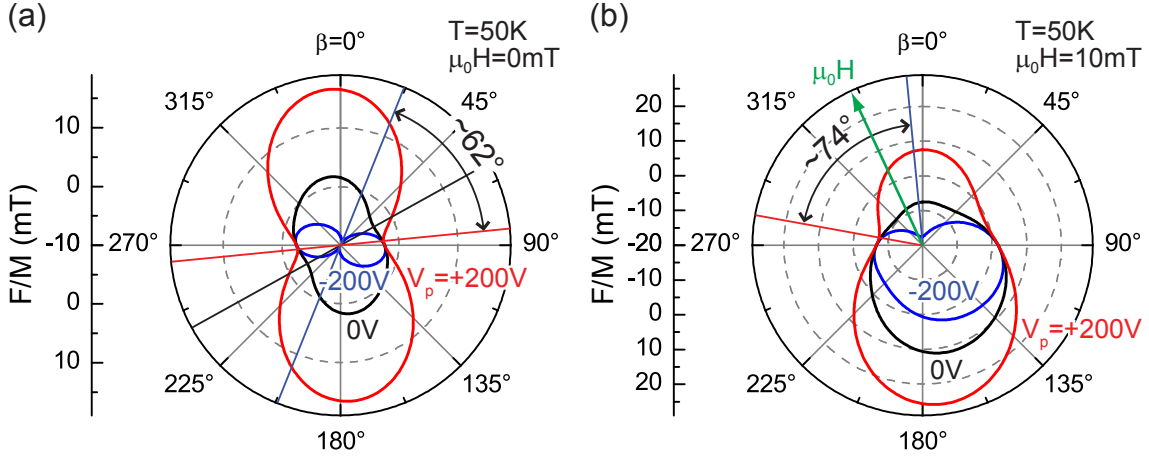 (a)
T=50K
μ₀H=0mT
β=0°
315°
45°
~62°
10
0
-10
0
10
F/M (mT)
270°
90°
-200V
Vₚ=+200V
0V
225°
135°
180°
(b)
T=50K
μ₀H=10mT
β=0°
μ₀H
315°
45°
~74°
20
10
0
-10
-20
-10
0
10
20
F/M (mT)
270°
90°
-200V
Vₚ=+200V
0V
225°
135°
180°